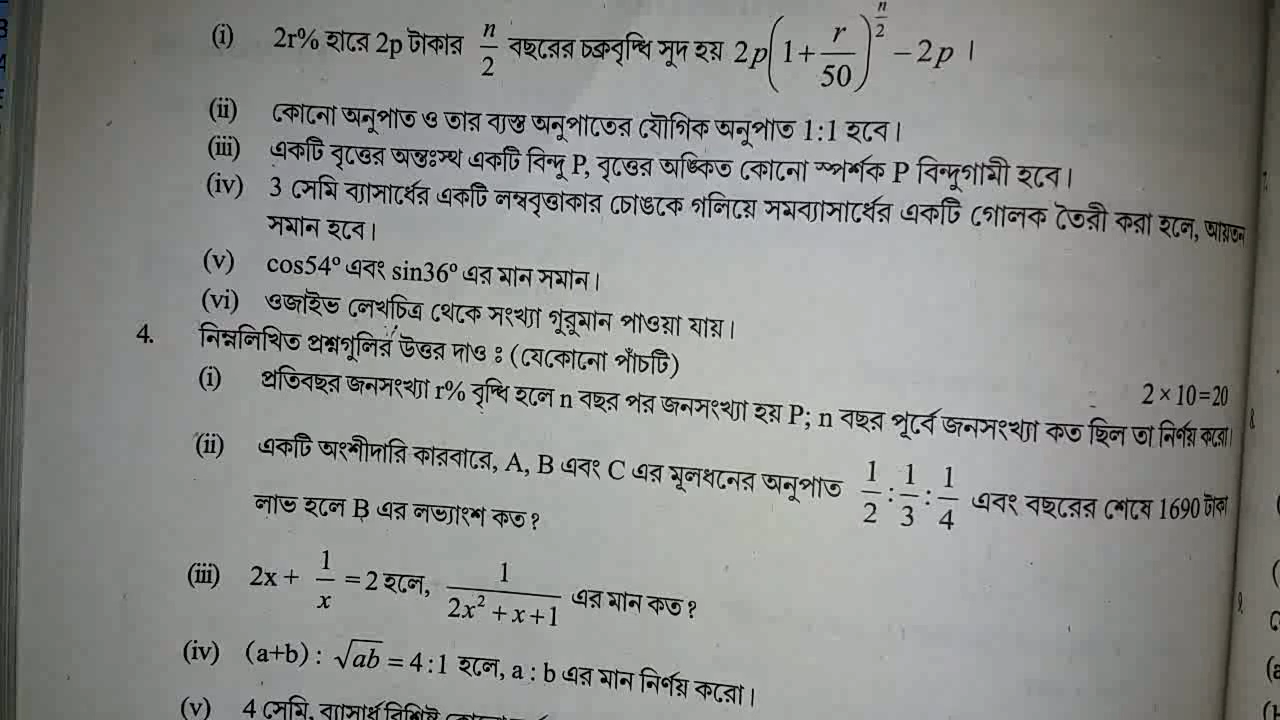 (i) 2r% হারে 2p টাকার n/2 বছরের চক্রবৃদ্ধি সুদ হয় 2p(1+r/50)^(n/2) − 2p ।
(ii) কোনো অনুপাত ও তার ব্যস্ত অনুপাতের যৌগিক অনুপাত 1:1 হবে।
(iii) একটি বৃত্তের অন্তঃস্থ একটি বিন্দু P, বৃত্তের অঙ্কিত কোনো স্পর্শক P বিন্দুগামী হবে।
(iv) 3 সেমি ব্যাসার্ধের একটি লম্ববৃত্তাকার চোঙকে গলিয়ে সমব্যাসার্ধের একটি গোলক তৈরী করা হলে, আয়তন
সমান হবে।
(v) cos54° এবং sin36° এর মান সমান।
(vi) ওজাইভ লেখচিত্র থেকে সংখ্যা গুরুমান পাওয়া যায়।
4. নিম্নলিখিত প্রশ্নগুলির উত্তর দাও ঃ (যেকোনো পাঁচটি)
2 × 10=20
(i) প্রতিবছর জনসংখ্যা r% বৃদ্ধি হলে n বছর পর জনসংখ্যা হয় P; n বছর পূর্বে জনসংখ্যা কত ছিল তা নির্ণয় করো।
(ii) একটি অংশীদারি কারবারে, A, B এবং C এর মূলধনের অনুপাত 1/2 : 1/3 : 1/4 এবং বছরের শেষে 1690 টাকা
লাভ হলে B এর লভ্যাংশ কত?
(iii) 2x + 1/x = 2 হলে, 1/(2x²+x+1) এর মান কত?
(iv) (a+b) : √ab = 4:1 হলে, a : b এর মান নির্ণয় করো।
(v) 4 সেমি. ব্যাসার্ধ বিশিষ্ট